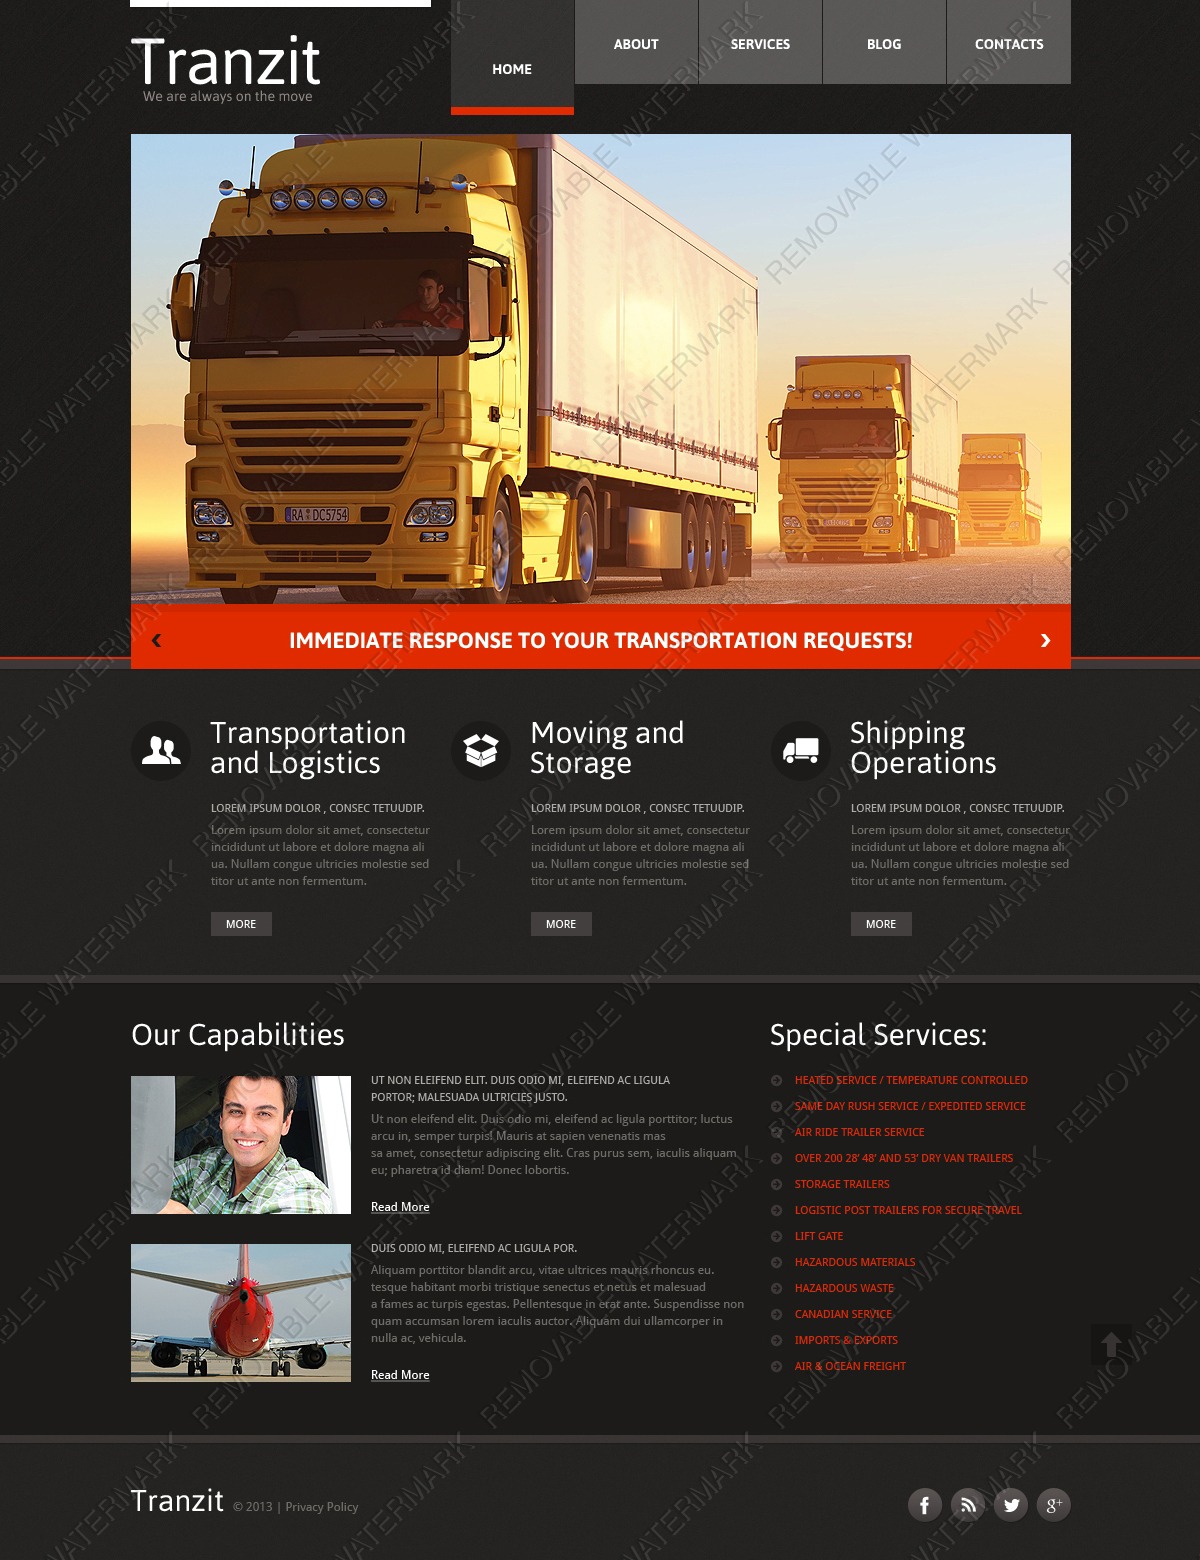 Tranzit
We are always on the move
HOME
ABOUT
SERVICES
BLOG
CONTACTS
RA DC5754
IMMEDIATE RESPONSE TO YOUR TRANSPORTATION REQUESTS!
Transportation
and Logistics
LOREM IPSUM DOLOR , CONSEC TETUUDIP.
Lorem ipsum dolor sit amet, consectetur
incididunt ut labore et dolore magna ali
ua. Nullam congue ultricies molestie sed
titor ut ante non fermentum.
MORE
Moving and
Storage
LOREM IPSUM DOLOR , CONSEC TETUUDIP.
Lorem ipsum dolor sit amet, consectetur
incididunt ut labore et dolore magna ali
ua. Nullam congue ultricies molestie sed
titor ut ante non fermentum.
MORE
Shipping
Operations
LOREM IPSUM DOLOR , CONSEC TETUUDIP.
Lorem ipsum dolor sit amet, consectetur
incididunt ut labore et dolore magna ali
ua. Nullam congue ultricies molestie sed
titor ut ante non fermentum.
MORE
Our Capabilities
UT NON ELEIFEND ELIT. DUIS ODIO MI, ELEIFEND AC LIGULA
PORTOR; MALESUADA ULTRICIES JUSTO.
Ut non eleifend elit. Duis odio mi, eleifend ac ligula porttitor; luctus
arcu in, semper turpis! Mauris at sapien venenatis mas
sa amet, consectetur adipiscing elit. Cras purus sem, iaculis aliquam
eu; pharetra id diam! Donec lobortis.
Read More
DUIS ODIO MI, ELEIFEND AC LIGULA POR.
Aliquam porttitor blandit arcu, vitae ultrices mauris rhoncus eu.
tesque habitant morbi tristique senectus et netus et malesuad
a fames ac turpis egestas. Pellentesque in erat ante. Suspendisse non
quam accumsan lorem iaculis auctor. Aliquam dui ullamcorper in
nulla ac, vehicula.
Read More
Special Services:
HEATED SERVICE / TEMPERATURE CONTROLLED
SAME DAY RUSH SERVICE / EXPEDITED SERVICE
AIR RIDE TRAILER SERVICE
OVER 200 28' 48' AND 53' DRY VAN TRAILERS
STORAGE TRAILERS
LOGISTIC POST TRAILERS FOR SECURE TRAVEL
LIFT GATE
HAZARDOUS MATERIALS
HAZARDOUS WASTE
CANADIAN SERVICE
IMPORTS & EXPORTS
AIR & OCEAN FREIGHT
Tranzit © 2013 | Privacy Policy
REMOVABLE WATERMARK